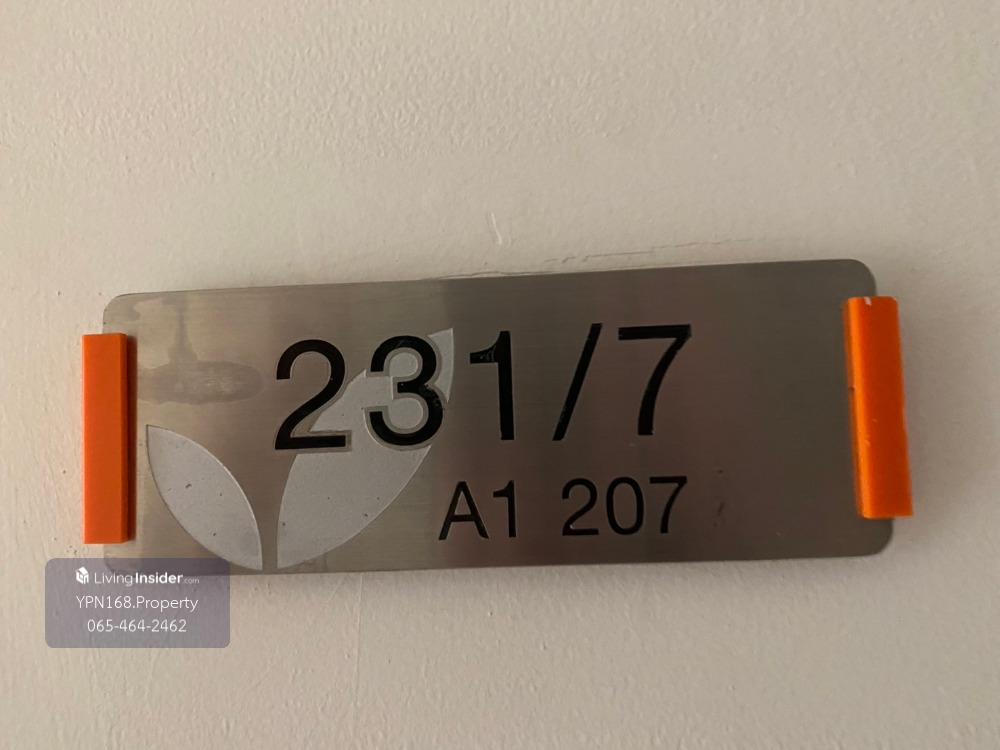 231/7
A1 207
LivingInsider.com
YPN168.Property
065-464-2462